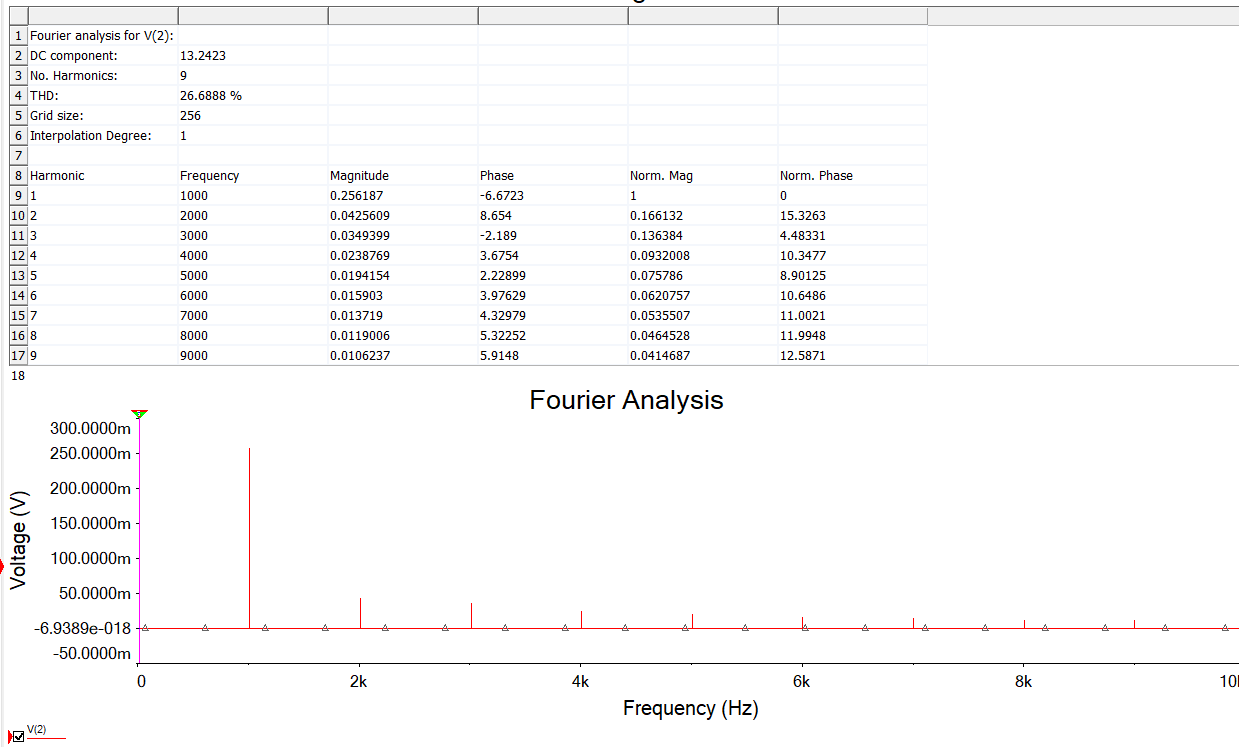 1 Fourier analysis for V(2):
2 DC component: 13.2423
3 No. Harmonics: 9
4 THD: 26.6888 %
5 Grid size: 256
6 Interpolation Degree: 1
7
8 Harmonic Frequency Magnitude Phase Norm. Mag Norm. Phase
9 1 1000 0.256187 -6.6723 1 0
10 2 2000 0.0425609 8.654 0.166132 15.3263
11 3 3000 0.0349399 -2.189 0.136384 4.48331
12 4 4000 0.0238769 3.6754 0.0932008 10.3477
13 5 5000 0.0194154 2.22899 0.075786 8.90125
14 6 6000 0.015903 3.97629 0.0620757 10.6486
15 7 7000 0.013719 4.32979 0.0535507 11.0021
16 8 8000 0.0119006 5.32252 0.0464528 11.9948
17 9 9000 0.0106237 5.9148 0.0414687 12.5871
18
Fourier Analysis
Voltage (V)
300.0000m
250.0000m
200.0000m
150.0000m
100.0000m
50.0000m
-6.9389e-018
-50.0000m
0 2k 4k 6k 8k
Frequency (Hz)
V(2)